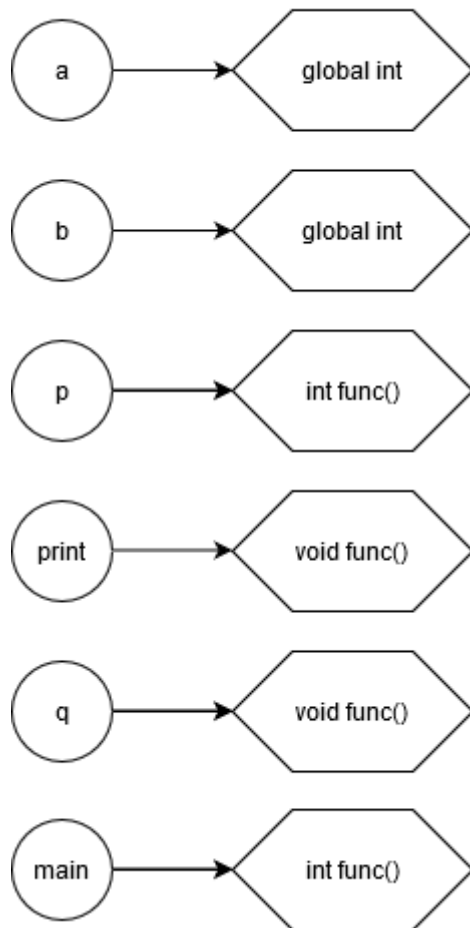 a
global int
b
global int
p
int func()
print
void func()
q
void func()
main
int func()